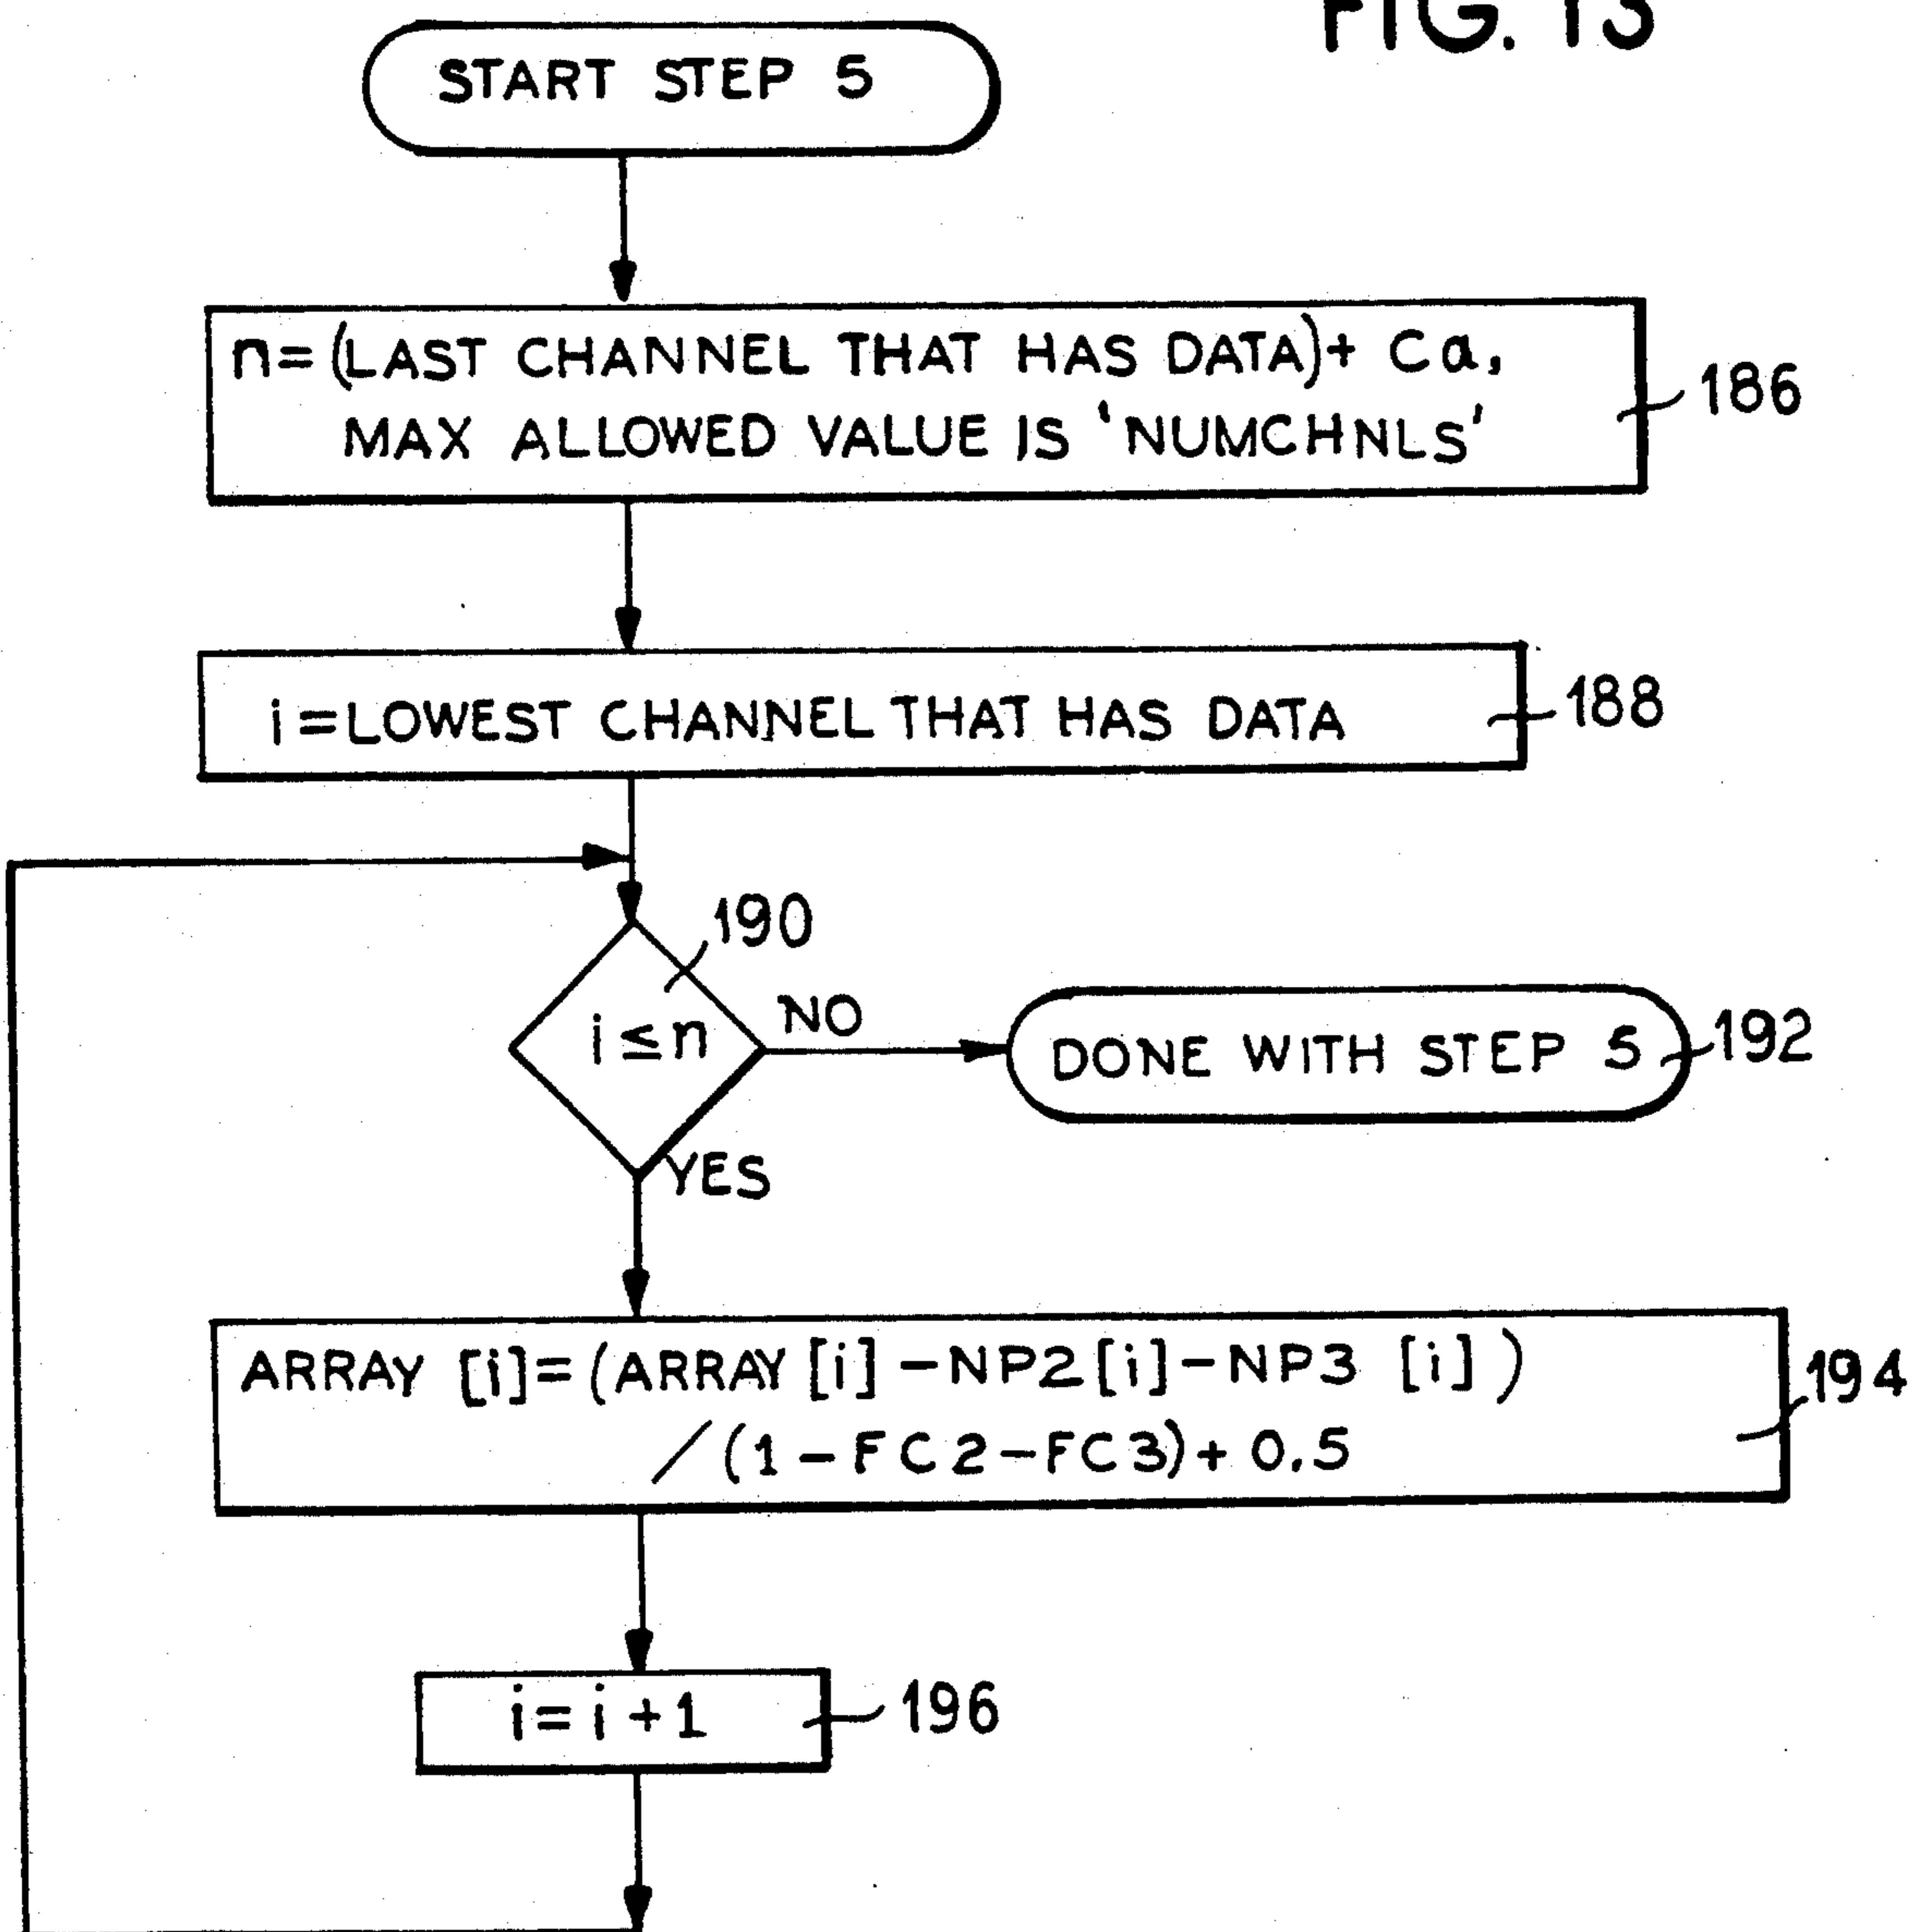 FIG. 13
START STEP 5
n=(LAST CHANNEL THAT HAS DATA)+ Ca,
MAX ALLOWED VALUE IS 'NUMCHNLS'
186
i=LOWEST CHANNEL THAT HAS DATA
188
190
i≤n
NO
DONE WITH STEP 5
192
YES
ARRAY [i]=(ARRAY[i]-NP2[i]-NP3 [i])
/(1-FC2-FC3)+0.5
194
i=i+1
196